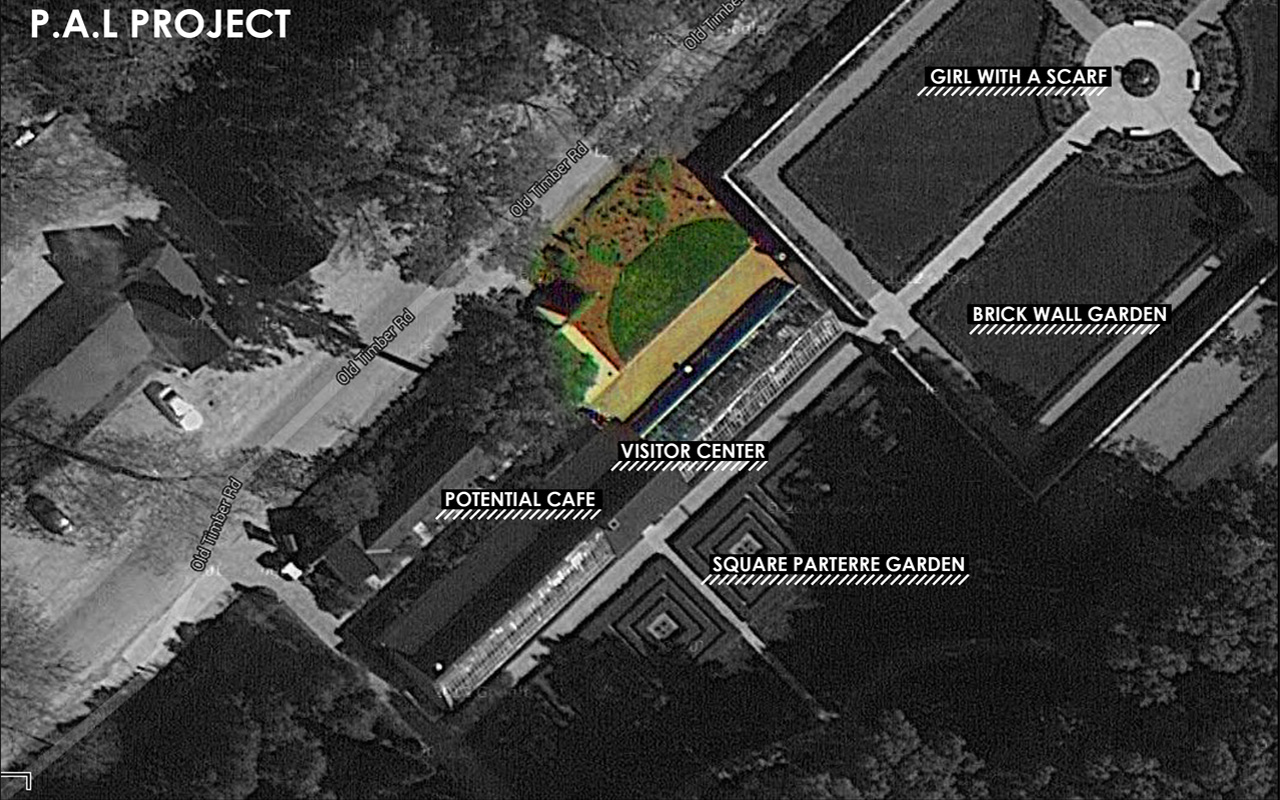 P.A.L PROJECT
Old Timber
GIRL WITH A SCARF
Old Timber Rd
BRICK WALL GARDEN
Old Timber Rd
VISITOR CENTER
POTENTIAL CAFE
Old Timber Rd
SQUARE PARTERRE GARDEN